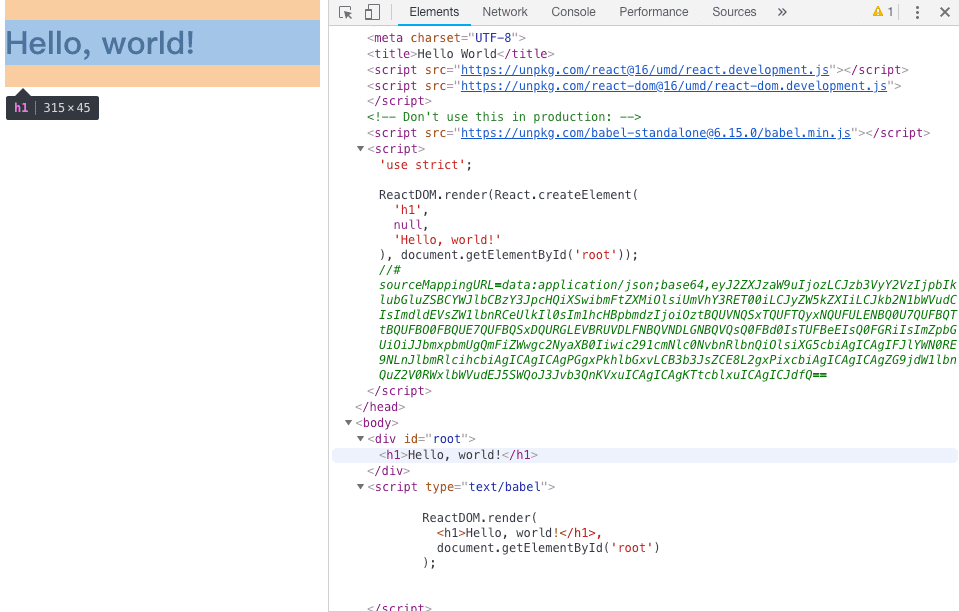 Hello, world!
h1 315 × 45
Elements Network Console Performance Sources » 1
<meta charset="UTF-8">
<title>Hello World</title>
<script src="https://unpkg.com/react@16/umd/react.development.js"></script>
<script src="https://unpkg.com/react-dom@16/umd/react-dom.development.js">
</script>
<!-- Don't use this in production: -->
<script src="https://unpkg.com/babel-standalone@6.15.0/babel.min.js"></script>
<script>
'use strict';
ReactDOM.render(React.createElement(
'h1',
null,
'Hello, world!'
), document.getElementById('root'));
//#
sourceMappingURL=data:application/json;base64,eyJ2ZXJzaW9uIjozLCJzb3VyY2VzIjpbIk
</script>
</head>
<body>
<div id="root">
<h1>Hello, world!</h1>
</div>
<script type="text/babel">
ReactDOM.render(
<h1>Hello, world!</h1>,
document.getElementById('root')
);
</script>